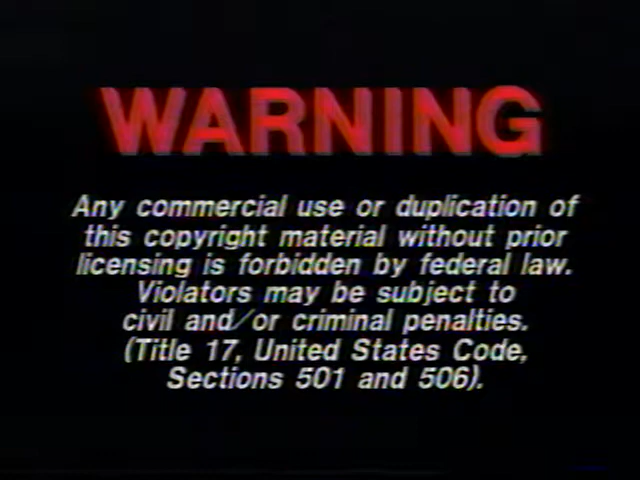 WARNING
Any commercial use or duplication of
this copyright material without prior
licensing is forbidden by federal law.
Violators may be subject to
civil and/or criminal penalties.
(Title 17, United States Code,
Sections 501 and 506).